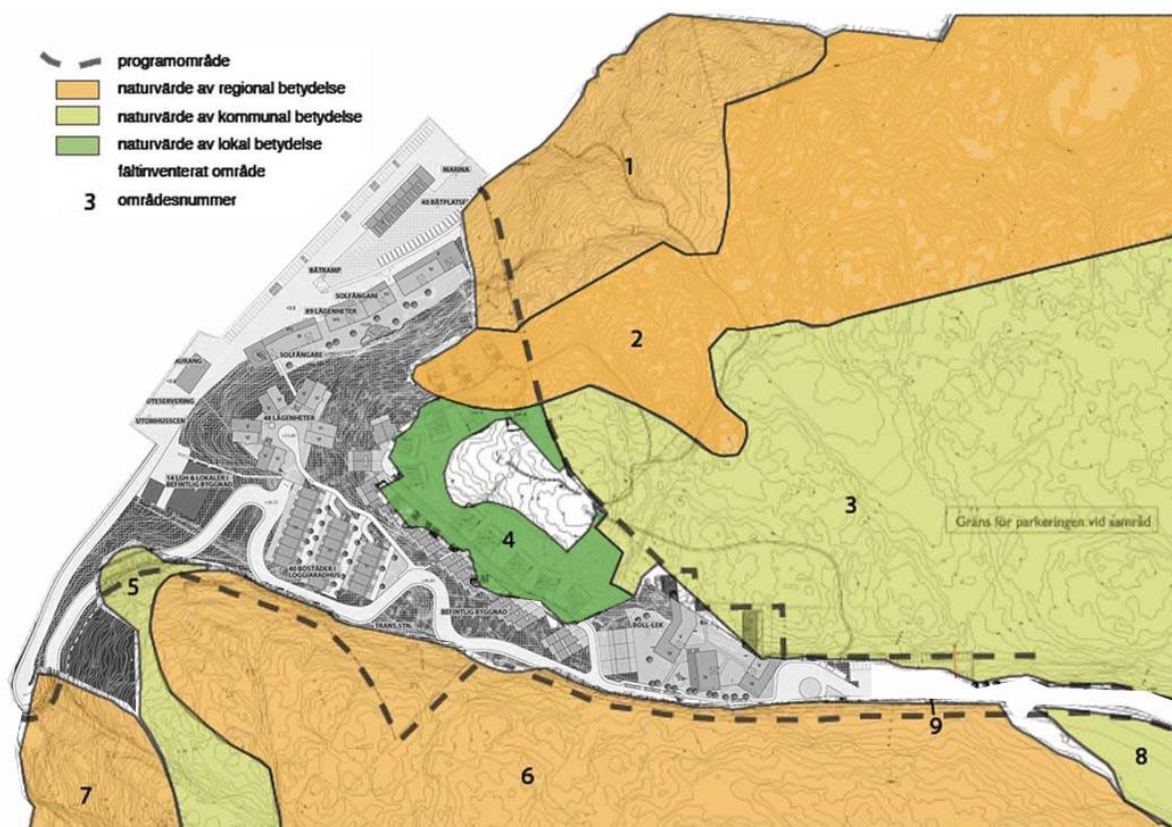 programområde
naturvärde av regional betydelse
naturvärde av kommunal betydelse
naturvärde av lokal betydelse
fältinventerat område
3 områdesnummer
MARINA
40 BÅTPLATSER
BÅTRAMP
SOLFÅNGARE
89 LÄGENHETER
SOLFÅNGARE
AURANG
UTESERVERING
UTOMHUSSCEN
48 LÄGENHETER
14 LGH & LOKALER I
BEFINTLIG BYGGNAD
40 BOSTÄDER I
LOGGIARADHUS
TRANS.STN.
BEFINTLIG BYGGNAD
BOLL-LEK
1
2
3
Gräns för parkeringen vid samråd
4
5
6
7
8
9